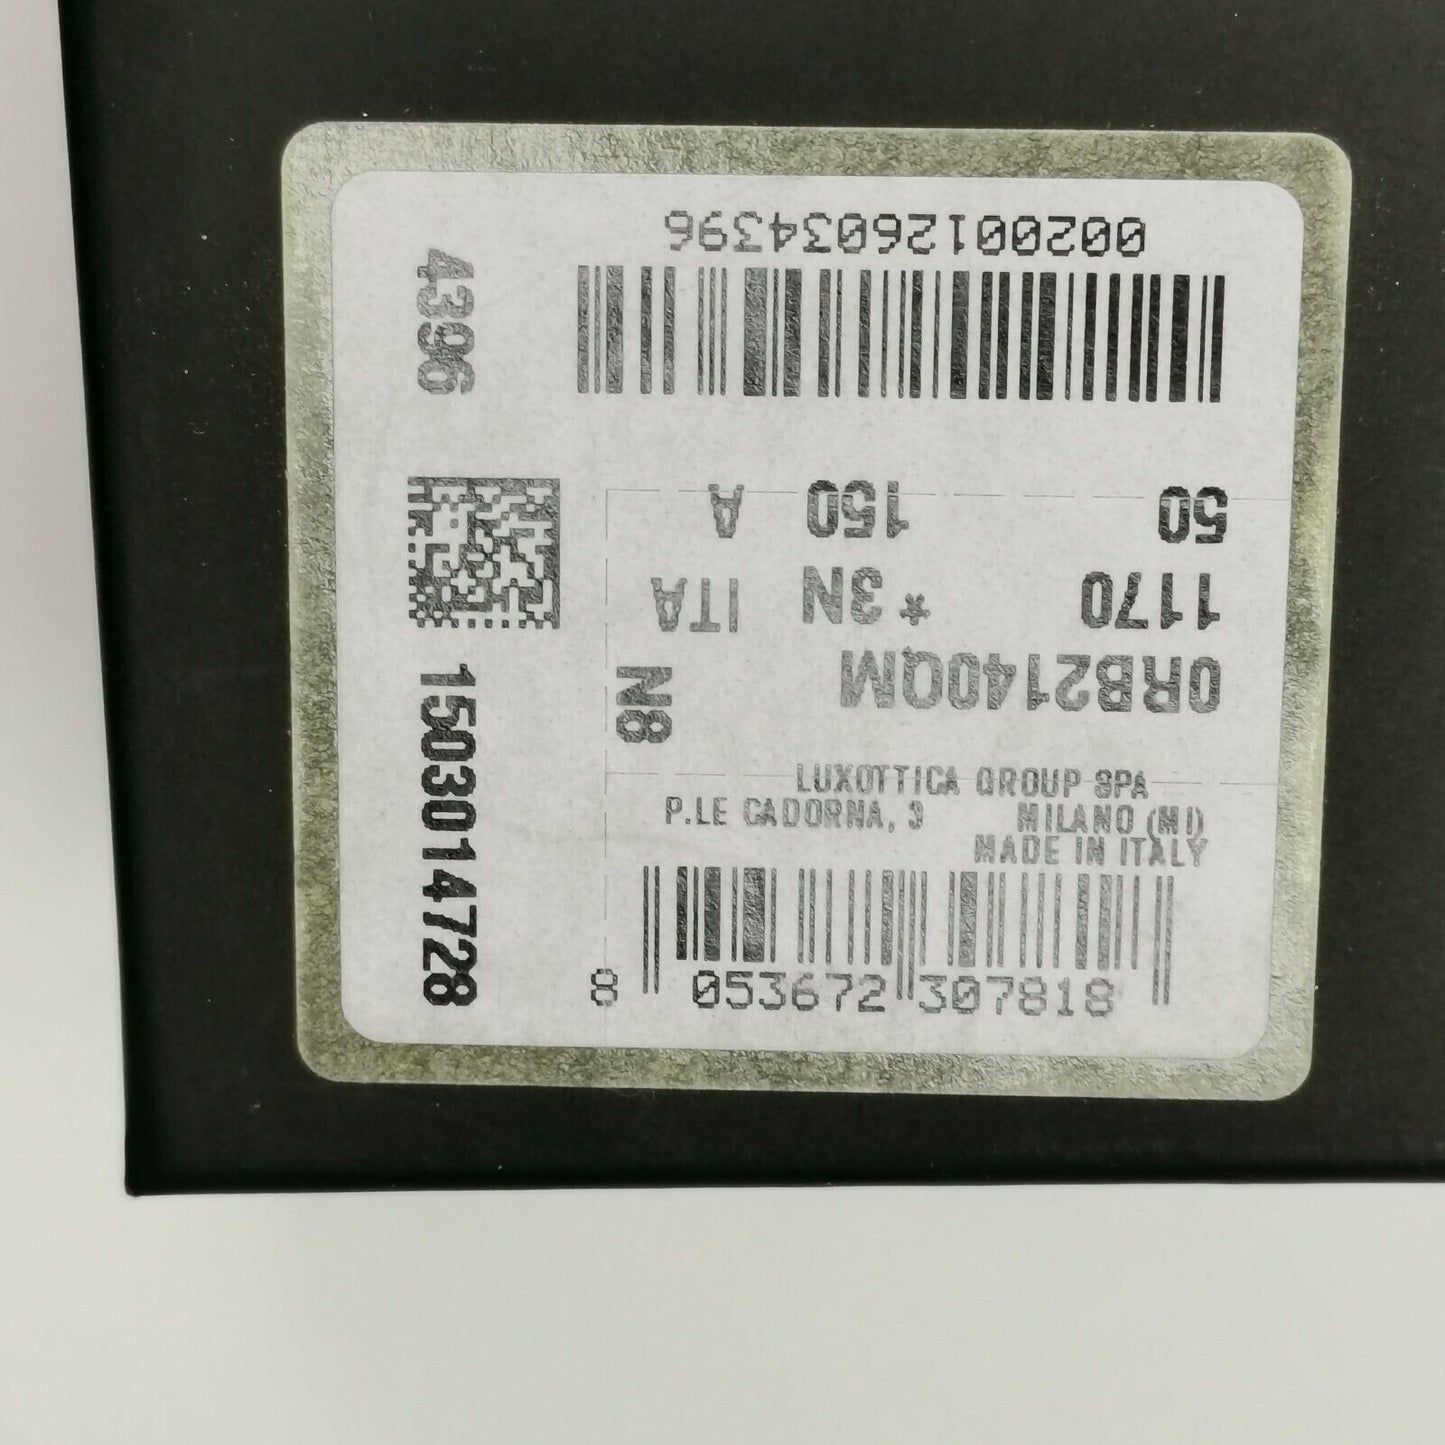 00200126034396
4396
50 150 A
1170 * 3N ITA
0RB2140QM
N8
1503014728
LUXOTTICA GROUP SPA
P.LE CADORNA, 3 MILANO (MI)
MADE IN ITALY
8 053672 307818